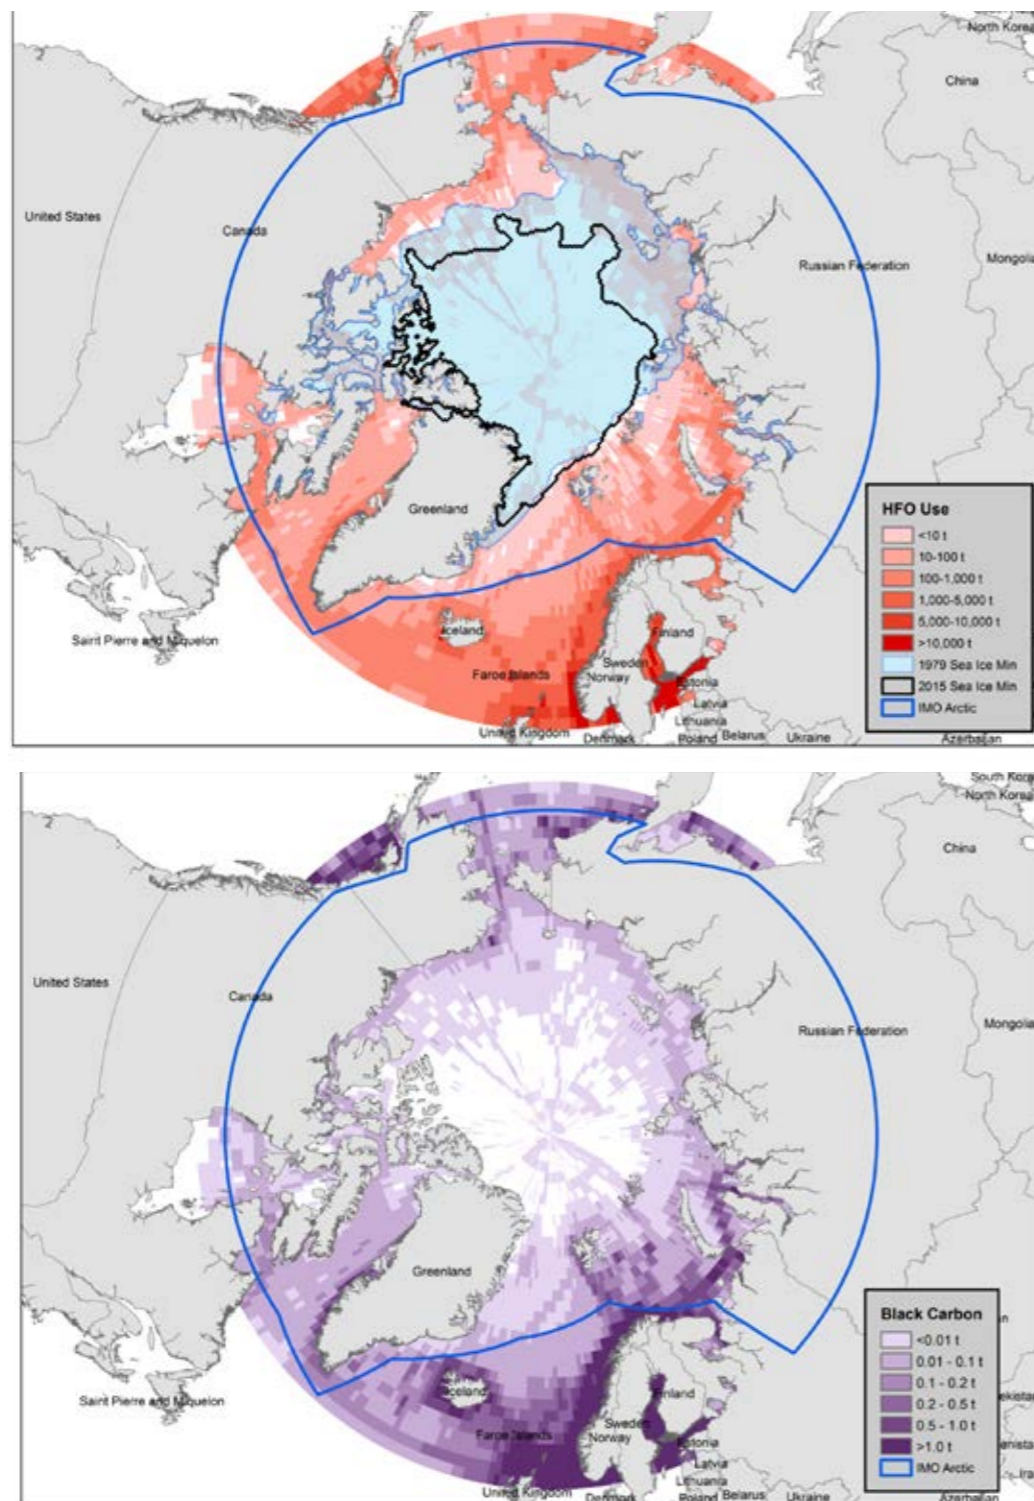 North Korea
China
United States
Canada
Russian Federation
Greenland
Saint Pierre and Miquelon
Iceland
Faroe Islands
Finland
Sweden
Norway
Estonia
Latvia
Lithuania
United Kingdom
Denmark
Poland
Belarus
Ukraine
Azerbaijan
HFO Use
<10 t
10-100 t
100-1,000 t
1,000-5,000 t
5,000-10,000 t
>10,000 t
1979 Sea Ice Min
2015 Sea Ice Min
IMO Arctic
North Korea
China
United States
Canada
Russian Federation
Greenland
Saint Pierre and Miquelon
Iceland
Faroe Islands
Finland
Sweden
Norway
Estonia
Latvia
Lithuania
United Kingdom
Denmark
Poland
Belarus
Ukraine
Black Carbon
<0.01 t
0.01 - 0.1 t
0.1 - 0.2 t
0.2 - 0.5 t
0.5 - 1.0 t
>1.0 t
IMO Arctic